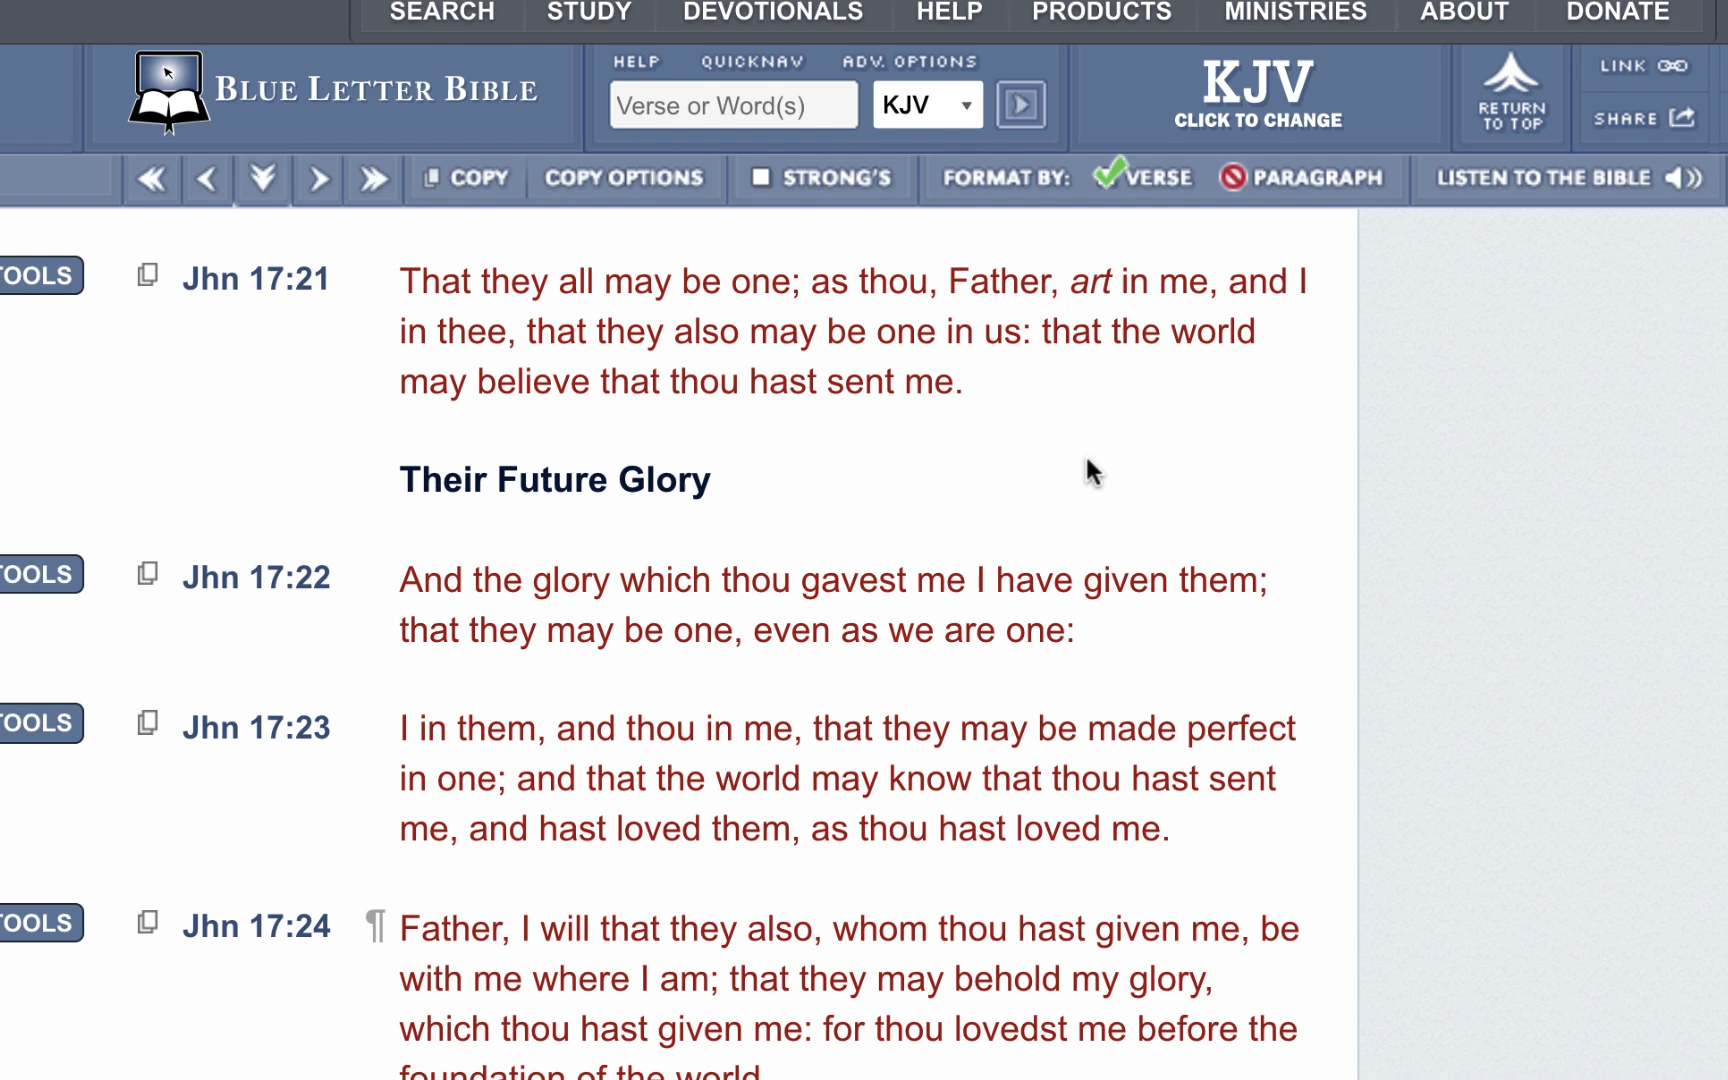 SEARCH STUDY DEVOTIONALS HELP PRODUCTS MINISTRIES ABOUT DONATE
BLUE LETTER BIBLE
HELP QUICKNAV ADV. OPTIONS
Verse or Word(s) KJV
KJV
CLICK TO CHANGE
RETURN
TO TOP
LINK
SHARE
COPY COPY OPTIONS STRONG'S FORMAT BY: VERSE PARAGRAPH LISTEN TO THE BIBLE
TOOLS Jhn 17:21 That they all may be one; as thou, Father, art in me, and I
in thee, that they also may be one in us: that the world
may believe that thou hast sent me.
Their Future Glory
TOOLS Jhn 17:22 And the glory which thou gavest me I have given them;
that they may be one, even as we are one:
TOOLS Jhn 17:23 I in them, and thou in me, that they may be made perfect
in one; and that the world may know that thou hast sent
me, and hast loved them, as thou hast loved me.
TOOLS Jhn 17:24 ¶ Father, I will that they also, whom thou hast given me, be
with me where I am; that they may behold my glory,
which thou hast given me: for thou lovedst me before the
foundation of the world.